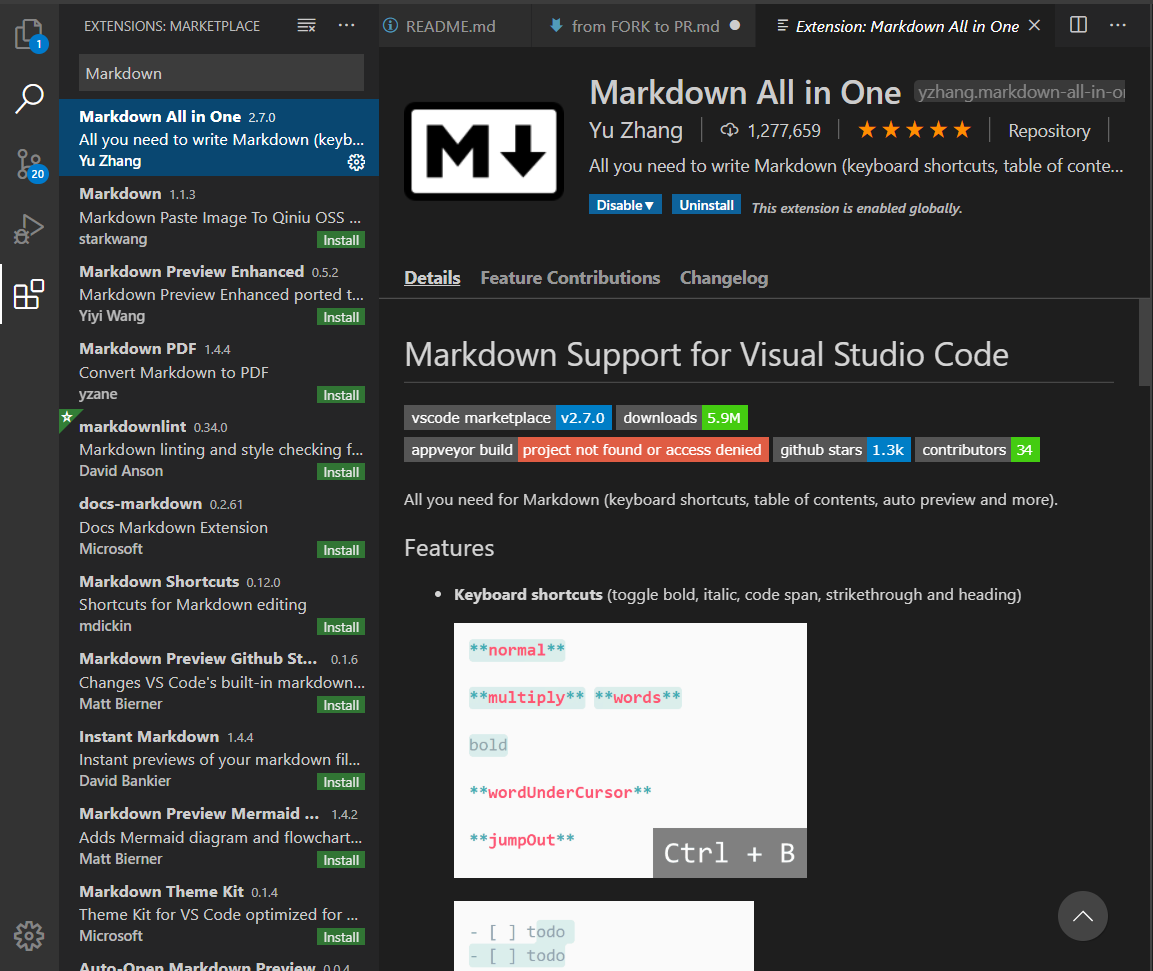 EXTENSIONS: MARKETPLACE
README.md
from FORK to PR.md
Extension: Markdown All in One
1
20
Markdown
Markdown All in One 2.7.0
All you need to write Markdown (keyb...
Yu Zhang
Markdown 1.1.3
Markdown Paste Image To Qiniu OSS ...
starkwang
Install
Markdown Preview Enhanced 0.5.2
Markdown Preview Enhanced ported t...
Yiyi Wang
Install
Markdown PDF 1.4.4
Convert Markdown to PDF
yzane
Install
markdownlint 0.34.0
Markdown linting and style checking f...
David Anson
Install
docs-markdown 0.2.61
Docs Markdown Extension
Microsoft
Install
Markdown Shortcuts 0.12.0
Shortcuts for Markdown editing
mdickin
Install
Markdown Preview Github St... 0.1.6
Changes VS Code's built-in markdown...
Matt Bierner
Install
Instant Markdown 1.4.4
Instant previews of your markdown fil...
David Bankier
Install
Markdown Preview Mermaid ... 1.4.2
Adds Mermaid diagram and flowchart...
Matt Bierner
Install
Markdown Theme Kit 0.1.4
Theme Kit for VS Code optimized for ...
Microsoft
Install
Auto-Open Markdown Preview 0.0.4
M
Markdown All in One yzhang.markdown-all-in-o
Yu Zhang 1,277,659 Repository
All you need to write Markdown (keyboard shortcuts, table of conte...
Disable Uninstall This extension is enabled globally.
Details Feature Contributions Changelog
Markdown Support for Visual Studio Code
vscode marketplace v2.7.0 downloads 5.9M
appveyor build project not found or access denied github stars 1.3k contributors 34
All you need for Markdown (keyboard shortcuts, table of contents, auto preview and more).
Features
• Keyboard shortcuts (toggle bold, italic, code span, strikethrough and heading)
**normal**
**multiply** **words**
bold
**wordUnderCursor**
**jumpOut**
Ctrl + B
- [ ] todo
- [ ] todo